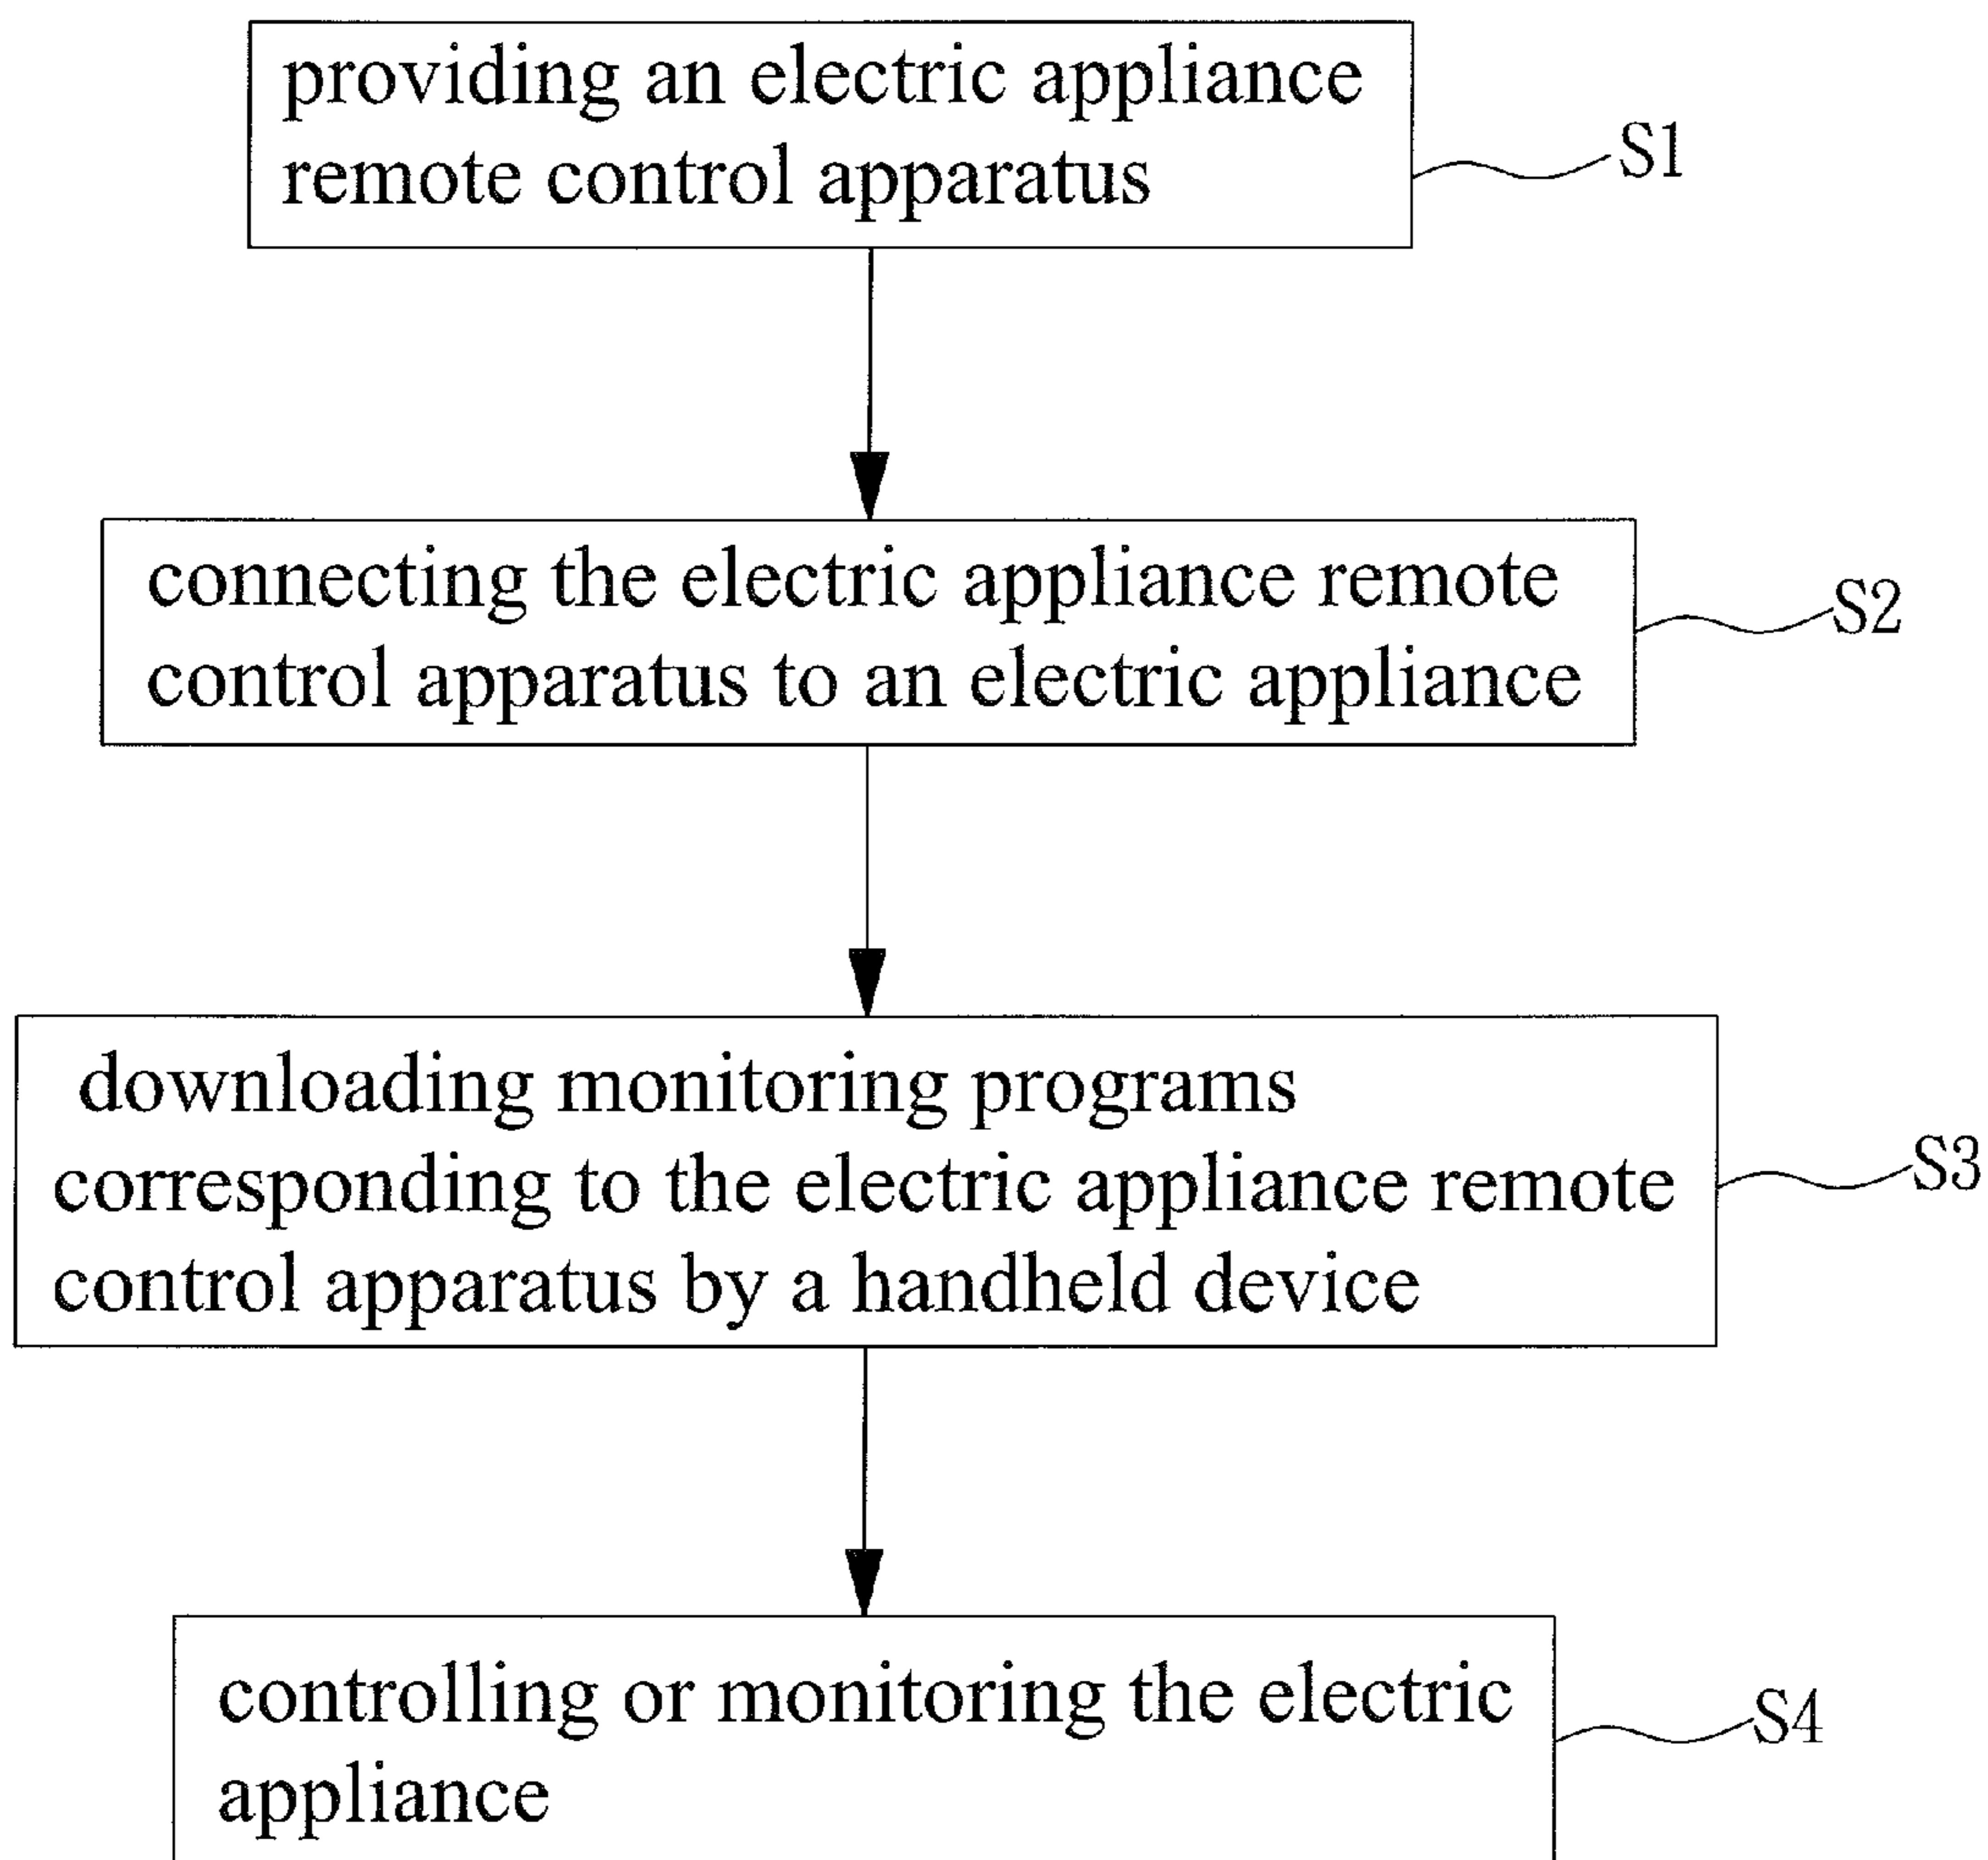 providing an electric appliance
remote control apparatus
S1
connecting the electric appliance remote
control apparatus to an electric appliance
S2
downloading monitoring programs
corresponding to the electric appliance remote
control apparatus by a handheld device
S3
controlling or monitoring the electric
appliance
S4